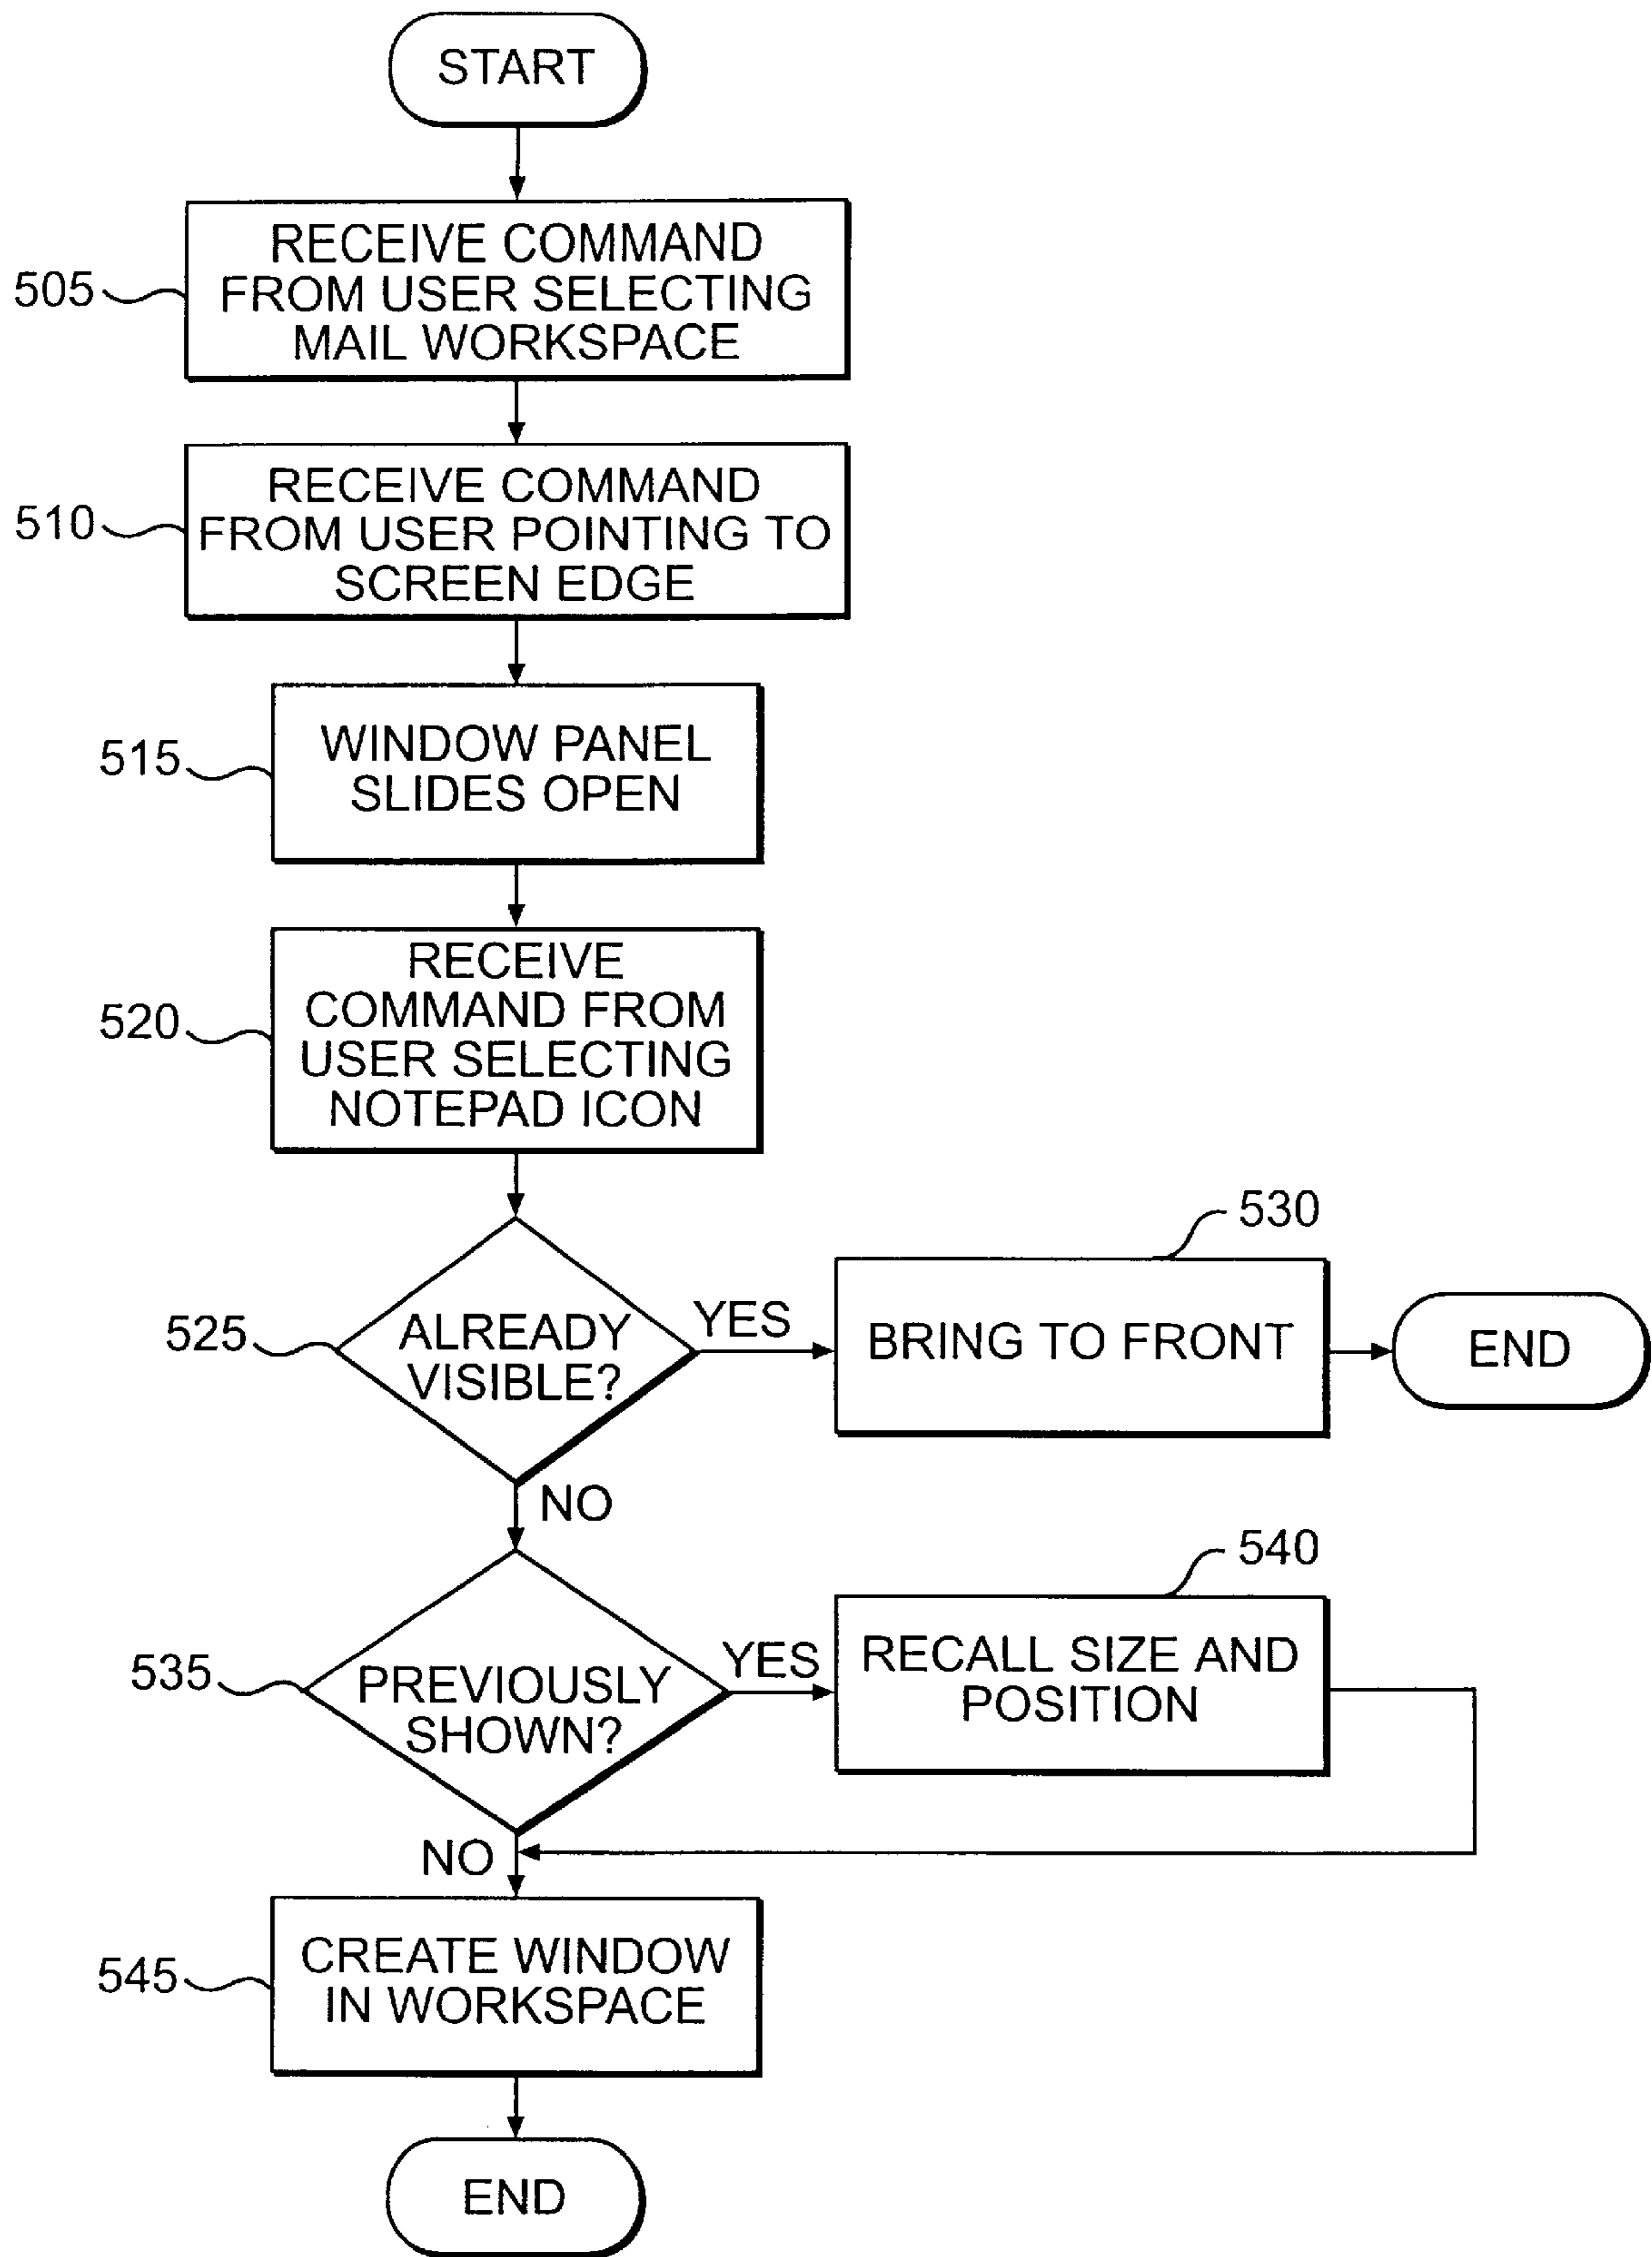 START
RECEIVE COMMAND
FROM USER SELECTING
MAIL WORKSPACE
505
RECEIVE COMMAND
FROM USER POINTING TO
SCREEN EDGE
510
WINDOW PANEL
SLIDES OPEN
515
RECEIVE
COMMAND FROM
USER SELECTING
NOTEPAD ICON
520
ALREADY
VISIBLE?
525
YES
530
BRING TO FRONT
END
NO
PREVIOUSLY
SHOWN?
535
YES
540
RECALL SIZE AND
POSITION
NO
CREATE WINDOW
IN WORKSPACE
545
END